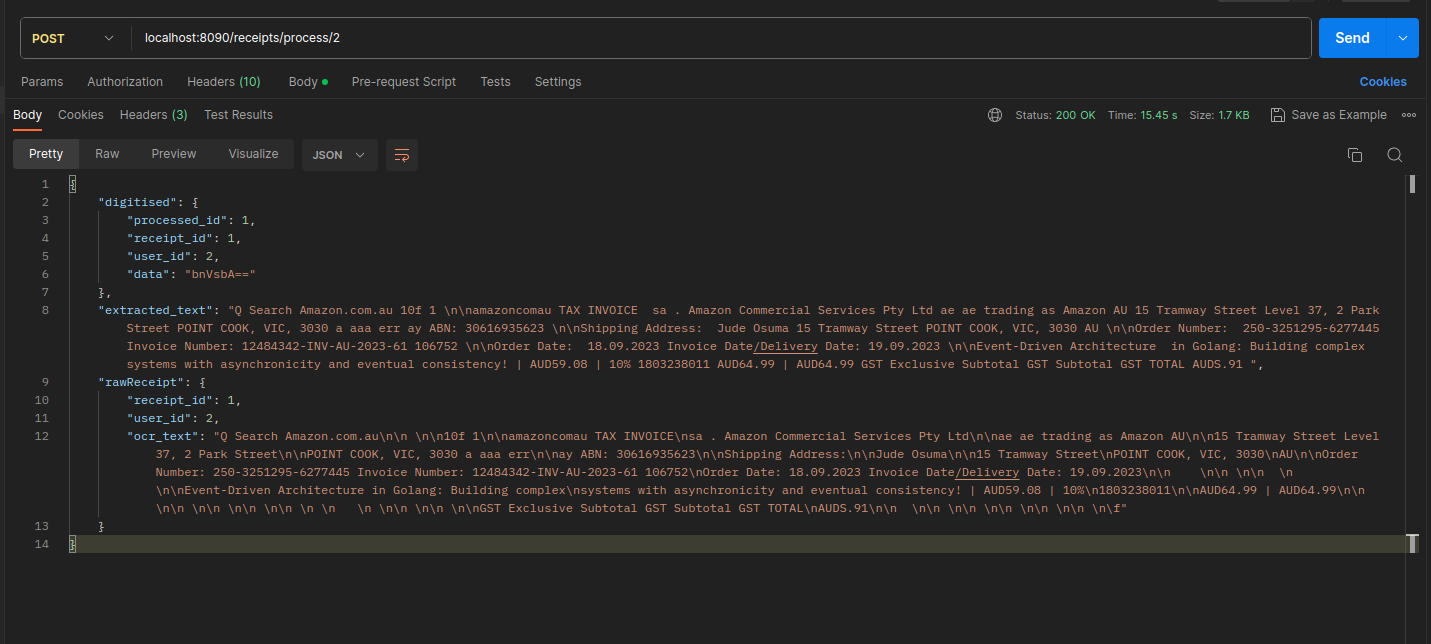 POST
localhost:8090/receipts/process/2
Send
Params Authorization Headers (10) Body Pre-request Script Tests Settings Cookies
Body Cookies Headers (3) Test Results Status: 200 OK Time: 15.45 s Size: 1.7 KB Save as Example
Pretty Raw Preview Visualize JSON
1 {
2 "digitised": {
3 "processed_id": 1,
4 "receipt_id": 1,
5 "user_id": 2,
6 "data": "bnVsbA=="
7 },
8 "extracted_text": "Q Search Amazon.com.au 10f 1 \n\namazoncomau TAX INVOICE  sa . Amazon Commercial Services Pty Ltd ae ae trading as Amazon AU 15 Tramway Street Level 37, 2 Park
Street POINT COOK, VIC, 3030 a aaa err ay ABN: 30616935623 \n\nShipping Address:  Jude Osuma 15 Tramway Street POINT COOK, VIC, 3030 AU \n\nOrder Number:  250-3251295-6277445
Invoice Number: 12484342-INV-AU-2023-61 106752 \n\nOrder Date:  18.09.2023 Invoice Date/Delivery Date: 19.09.2023 \n\nEvent-Driven Architecture  in Golang: Building complex
systems with asynchronicity and eventual consistency! | AUD59.08 | 10% 1803238011 AUD64.99 | AUD64.99 GST Exclusive Subtotal GST Subtotal GST TOTAL AUDS.91 ",
9 "rawReceipt": {
10 "receipt_id": 1,
11 "user_id": 2,
12 "ocr_text": "Q Search Amazon.com.au\n\n \n\n10f 1\n\namazoncomau TAX INVOICE\nsa . Amazon Commercial Services Pty Ltd\n\nae ae trading as Amazon AU\n\n15 Tramway Street Level
37, 2 Park Street\n\nPOINT COOK, VIC, 3030 a aaa err\n\nay ABN: 30616935623\n\nShipping Address:\n\nJude Osuma\n\n15 Tramway Street\nPOINT COOK, VIC, 3030\nAU\n\nOrder
Number: 250-3251295-6277445 Invoice Number: 12484342-INV-AU-2023-61 106752\nOrder Date: 18.09.2023 Invoice Date/Delivery Date: 19.09.2023\n\n    \n\n \n\n  \n
\n\nEvent-Driven Architecture in Golang: Building complex\nsystems with asynchronicity and eventual consistency! | AUD59.08 | 10%\n1803238011\n\nAUD64.99 | AUD64.99\n\n
\n\n \n\n \n\n \n\n \n \n   \n \n\n \n\n \n\nGST Exclusive Subtotal GST Subtotal GST TOTAL\nAUDS.91\n\n  \n\n \n\n \n\n \n\n \n\n \n\f"
13 }
14 }